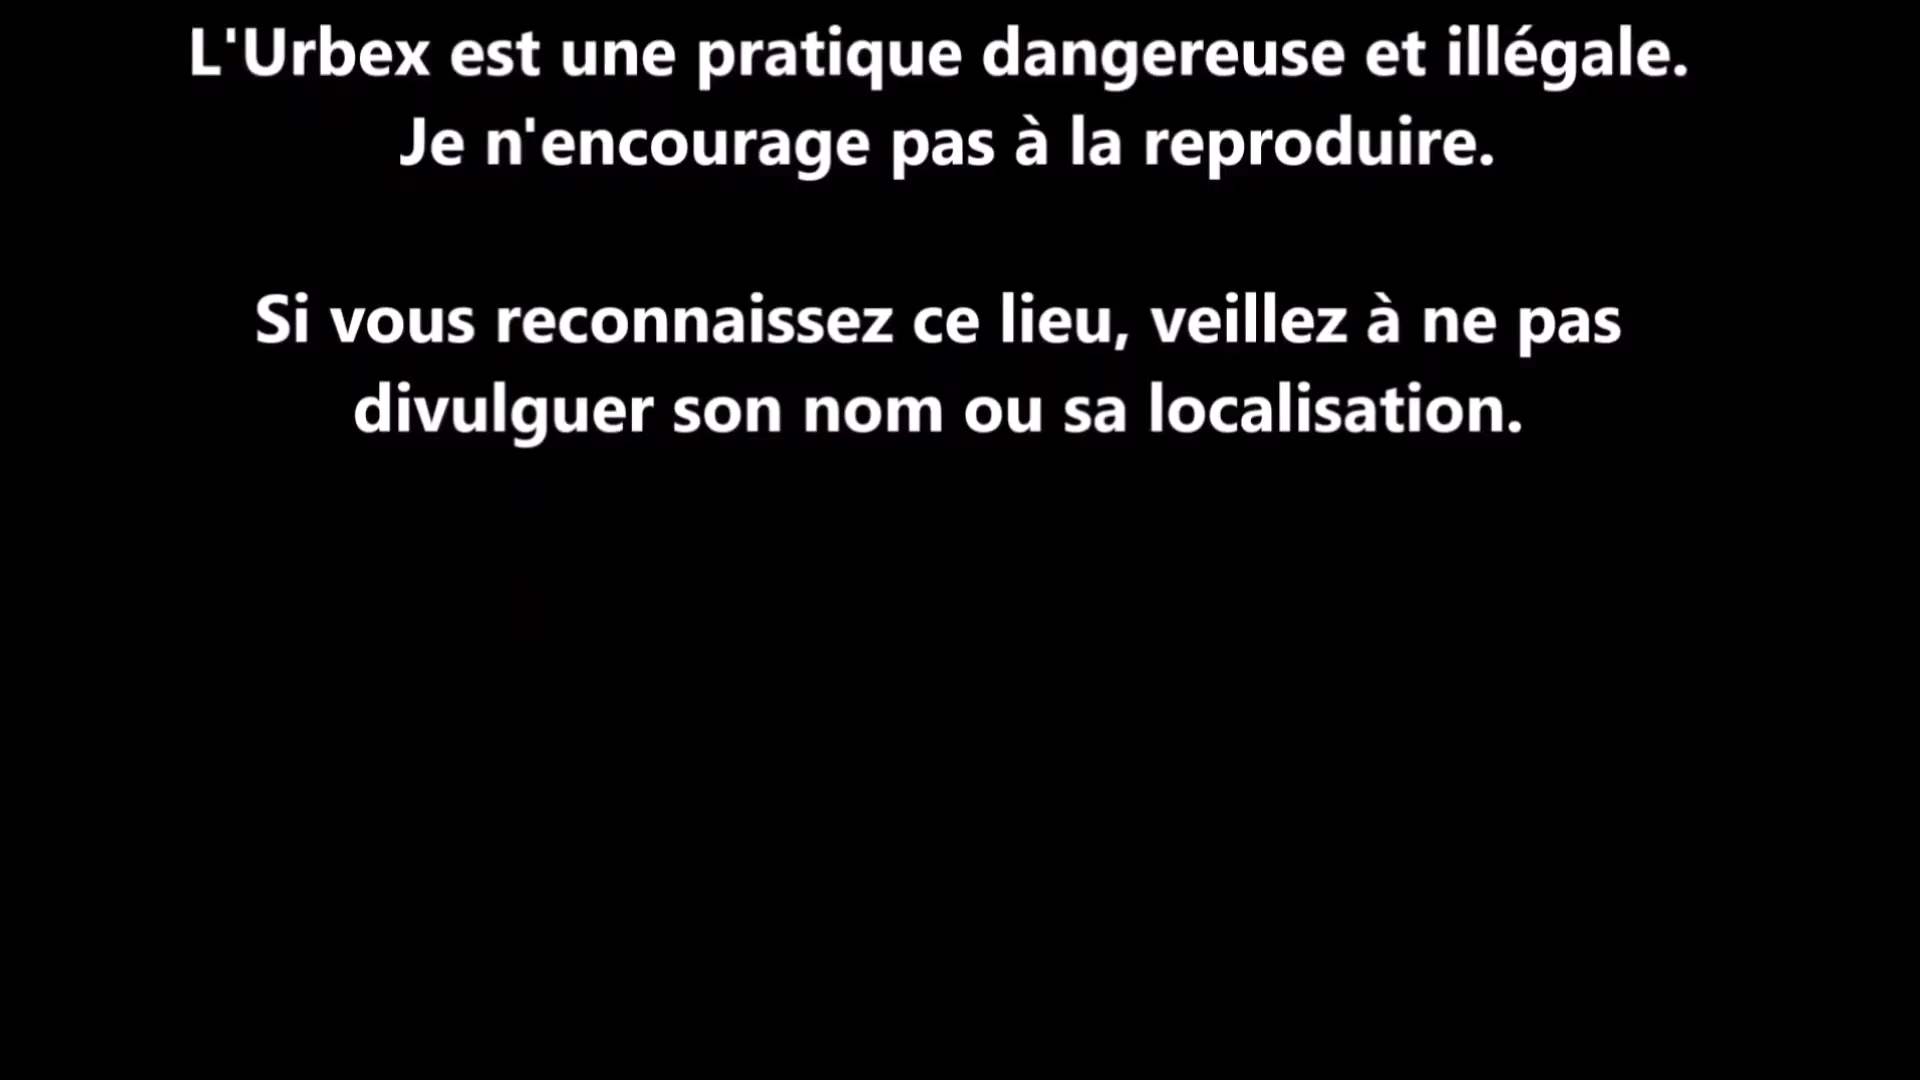 L'Urbex est une pratique dangereuse et illégale.
Je n'encourage pas à la reproduire.
Si vous reconnaissez ce lieu, veillez à ne pas
divulguer son nom ou sa localisation.